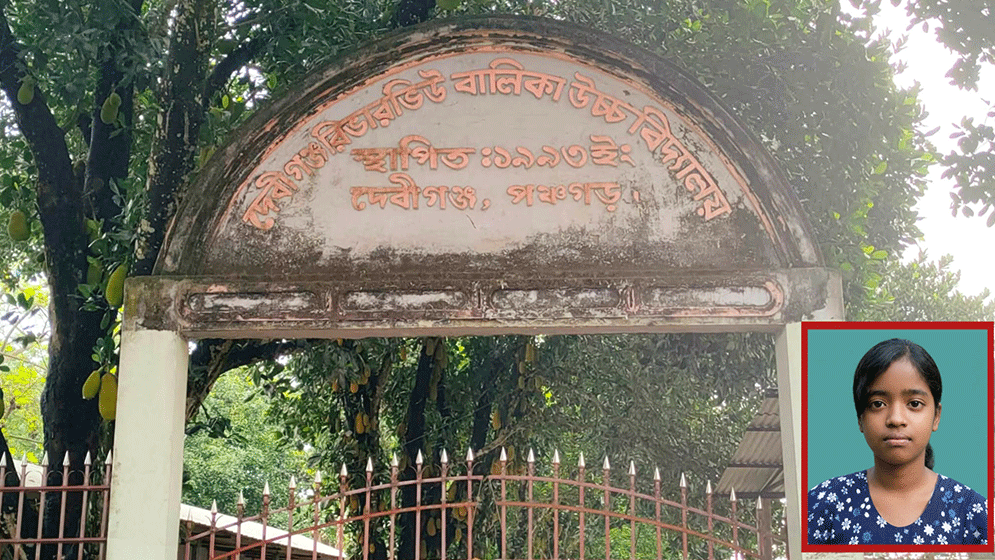 দেবীগঞ্জ রিভারভিউ বালিকা উচ্চ বিদ্যালয়
স্থাপিত :১৯৯৩ ইং
দেবীগঞ্জ, পঞ্চগড়।